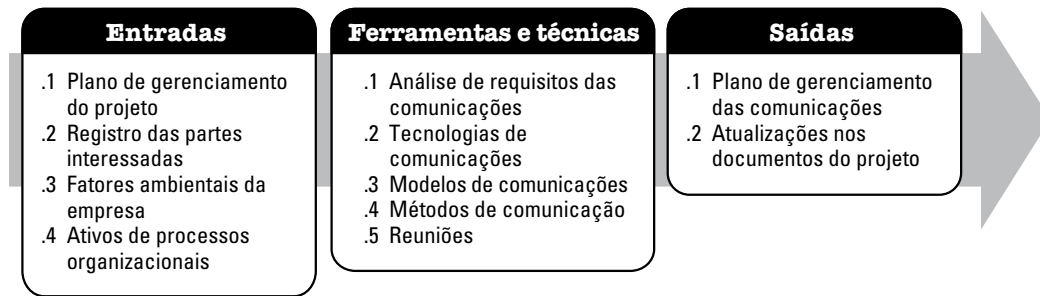 Entradas
.1 Plano de gerenciamento
do projeto
.2 Registro das partes
interessadas
.3 Fatores ambientais da
empresa
.4 Ativos de processos
organizacionais
Ferramentas e técnicas
.1 Análise de requisitos das
comunicações
.2 Tecnologias de
comunicações
.3 Modelos de comunicações
.4 Métodos de comunicação
.5 Reuniões
Saídas
.1 Plano de gerenciamento
das comunicações
.2 Atualizações nos
documentos do projeto